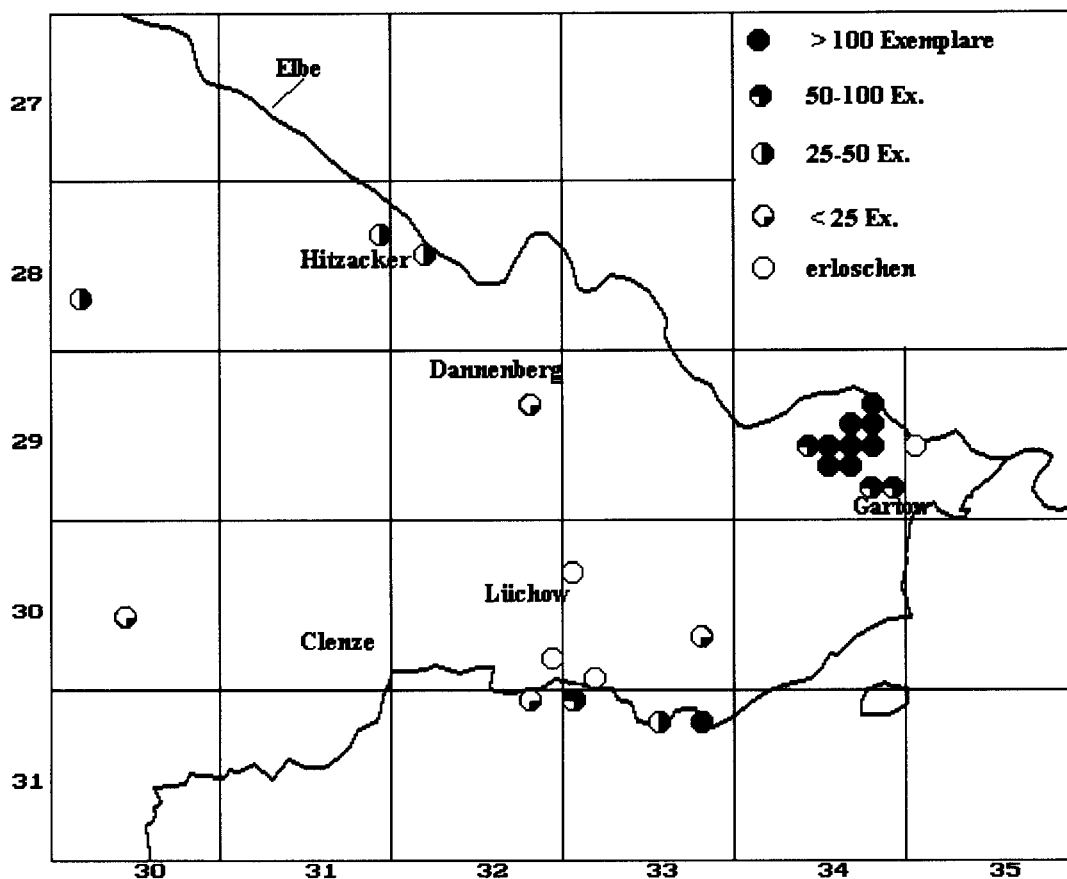 > 100 Exemplare
50-100 Ex.
25-50 Ex.
< 25 Ex.
erloschen
Elbe
27
Hitzacker
28
Dannenberg
29
Gartow
Lüchow
30
Clenze
31
30 31 32 33 34 35